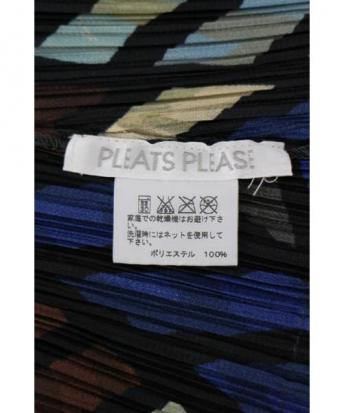 PLEATS PLEASE
家庭での乾燥機はお避け下さ
い。
洗濯時にはネットを使用して
下さい。
ポリエステル 100%